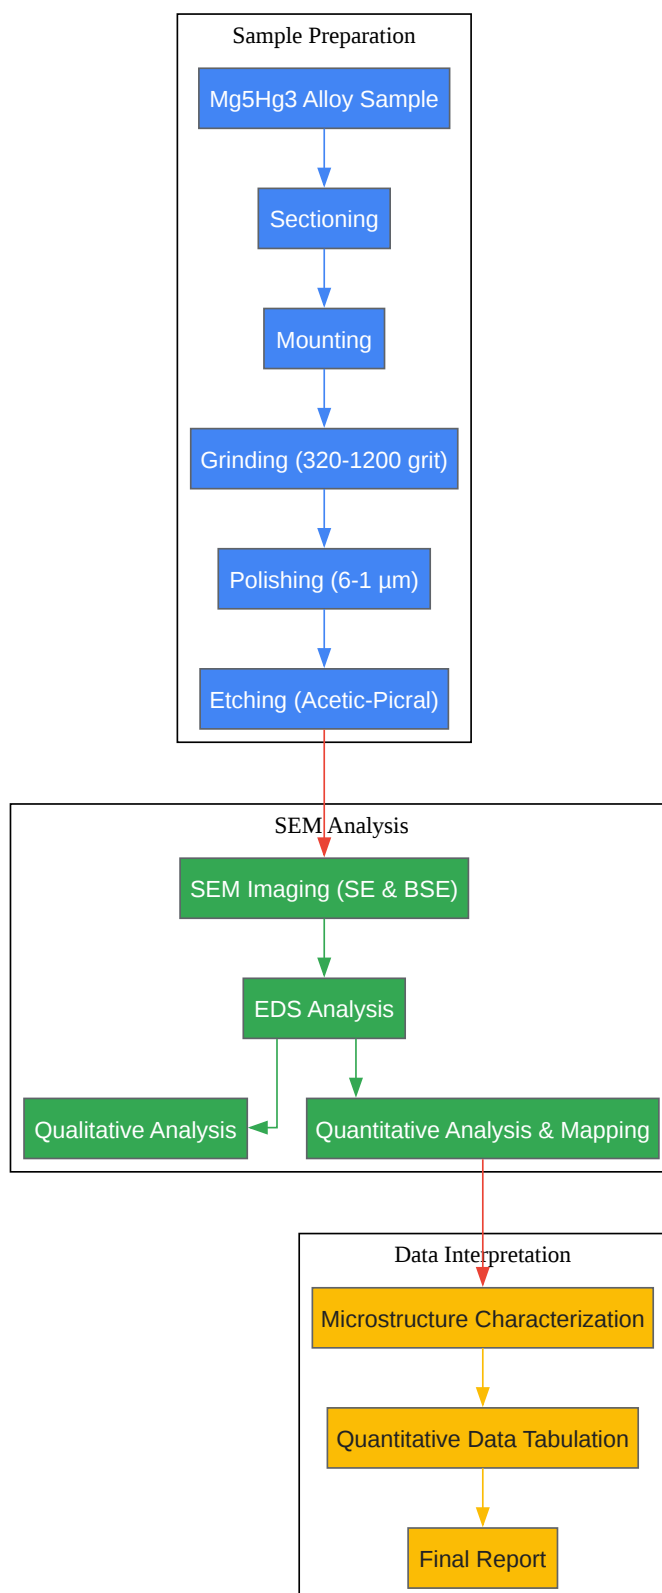 Sample Preparation
Mg5Hg3 Alloy Sample
Sectioning
Mounting
Grinding (320-1200 grit)
Polishing (6-1 µm)
Etching (Acetic-Picral)
SEM Analysis
SEM Imaging (SE & BSE)
EDS Analysis
Qualitative Analysis
Quantitative Analysis & Mapping
Data Interpretation
Microstructure Characterization
Quantitative Data Tabulation
Final Report